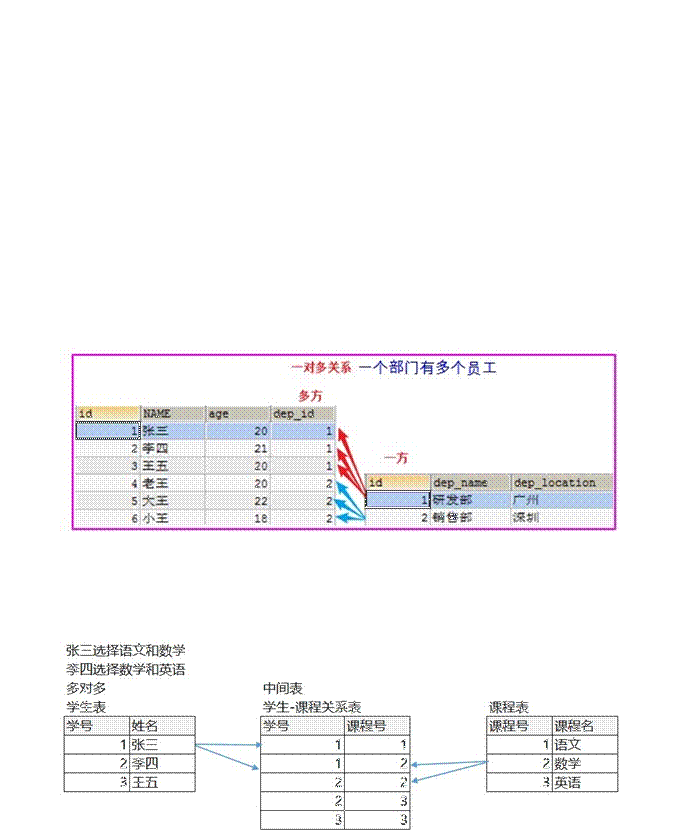 一对多关系 一个部门有多个员工
多方
id NAME age dep_id
1 张三 20 1
2 李四 21 1
3 王五 20 1
4 老王 20 2
5 大王 22 2
6 小王 18 2
一方
id dep_name dep_location
1 研发部 广州
2 销售部 深圳
张三选择语文和数学
李四选择数学和英语
多对多
学生表
学号 姓名
1 张三
2 李四
3 王五
中间表
学生-课程关系表
学号 课程号
1 1
1 2
2 2
2 3
3 3
课程表
课程号 课程名
1 语文
2 数学
3 英语